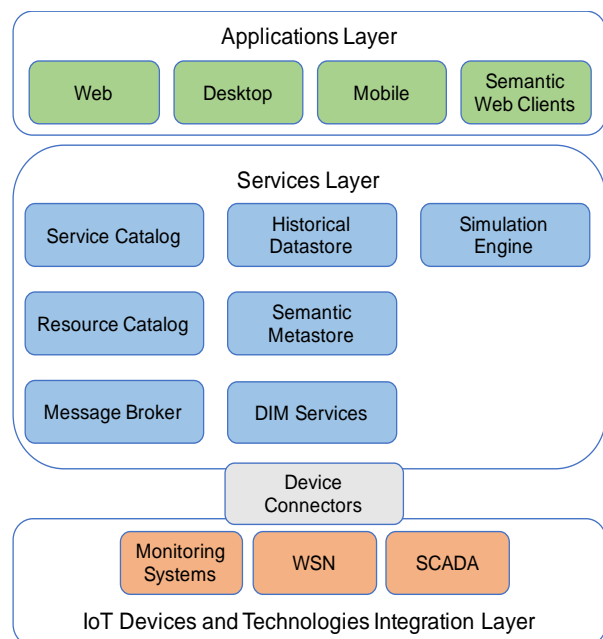 Applications Layer
Web
Desktop
Mobile
Semantic
Web Clients
Services Layer
Service Catalog
Historical
Datastore
Simulation
Engine
Resource Catalog
Semantic
Metastore
Message Broker
DIM Services
Device
Connectors
Monitoring
Systems
WSN
SCADA
IoT Devices and Technologies Integration Layer